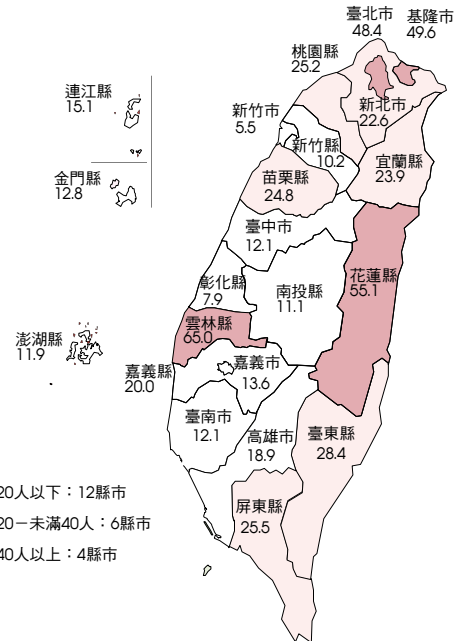 臺北市
48.4
基隆市
49.6
桃園縣
25.2
連江縣
15.1
新北市
22.6
新竹市
5.5
新竹縣
10.2
宜蘭縣
23.9
金門縣
12.8
苗栗縣
24.8
臺中市
12.1
花蓮縣
55.1
彰化縣
7.9
南投縣
11.1
雲林縣
65.0
澎湖縣
11.9
嘉義縣
20.0
嘉義市
13.6
臺南市
12.1
高雄市
18.9
臺東縣
28.4
20人以下：12縣市
屏東縣
25.5
20－未滿40人：6縣市
40人以上：4縣市